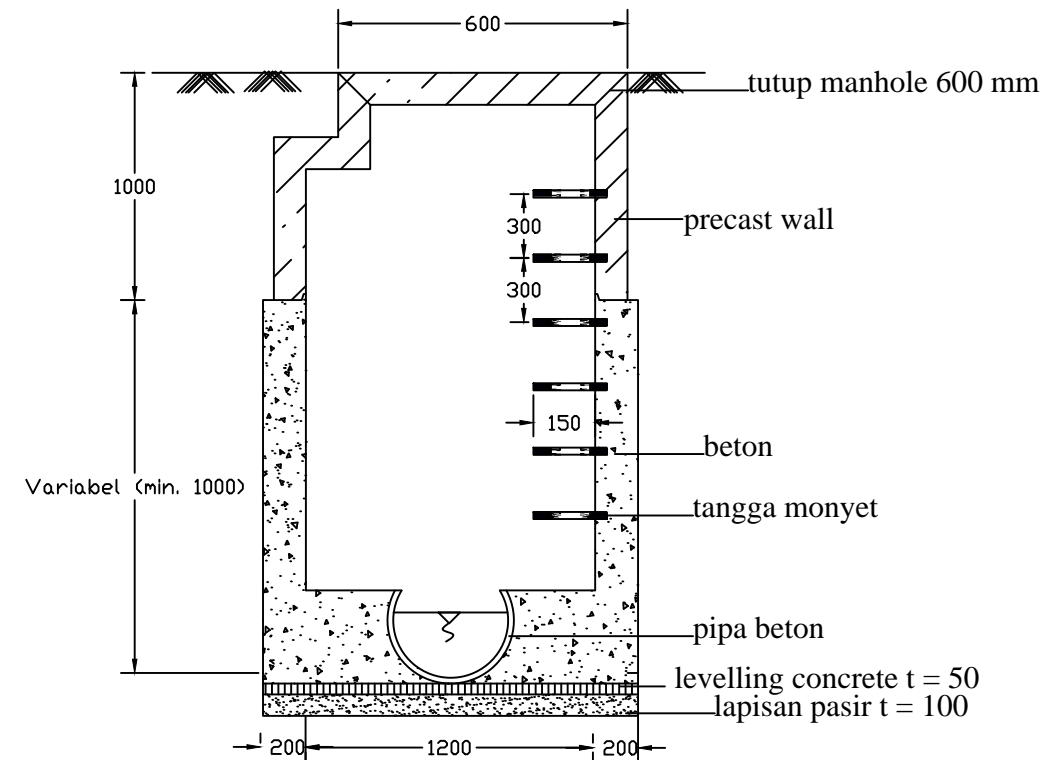 600
tutup manhole 600 mm
1000
precast wall
300
300
150
beton
Variabel (min. 1000)
tangga monyet
pipa beton
levelling concrete t = 50
lapisan pasir t = 100
200
1200
200